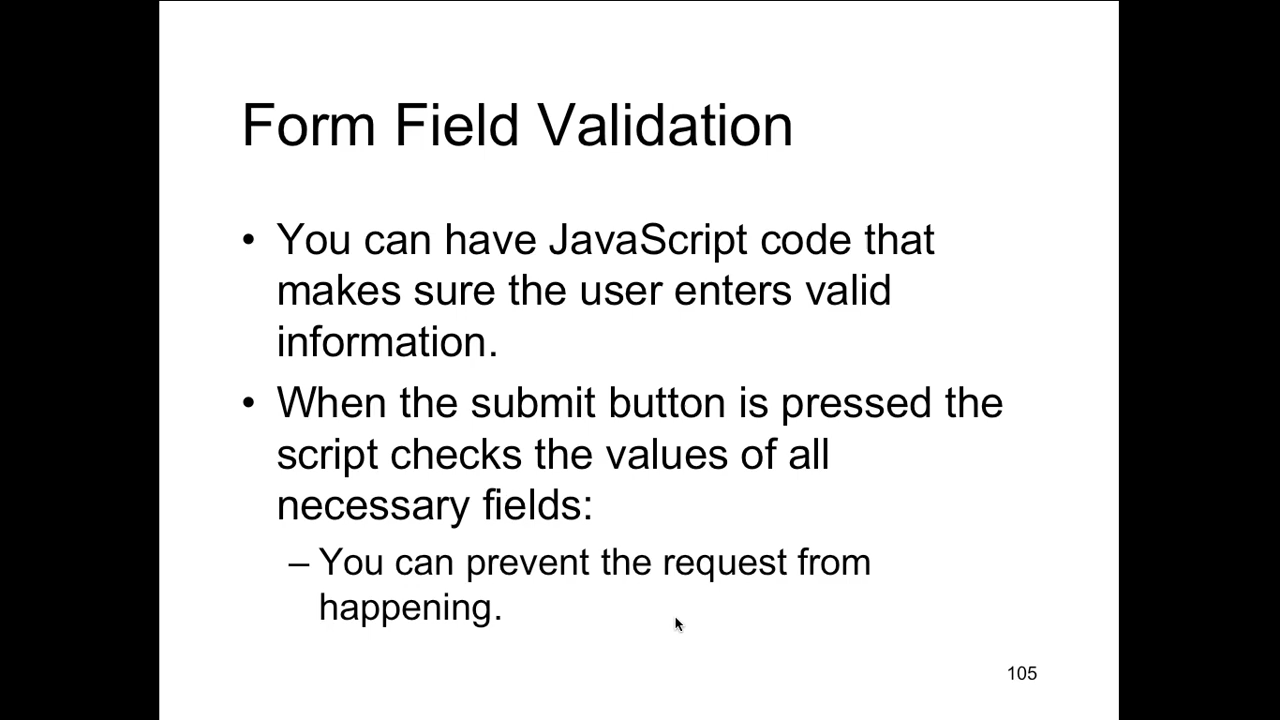 Form Field Validation
• You can have JavaScript code that
makes sure the user enters valid
information.
• When the submit button is pressed the
script checks the values of all
necessary fields:
– You can prevent the request from
happening.
105